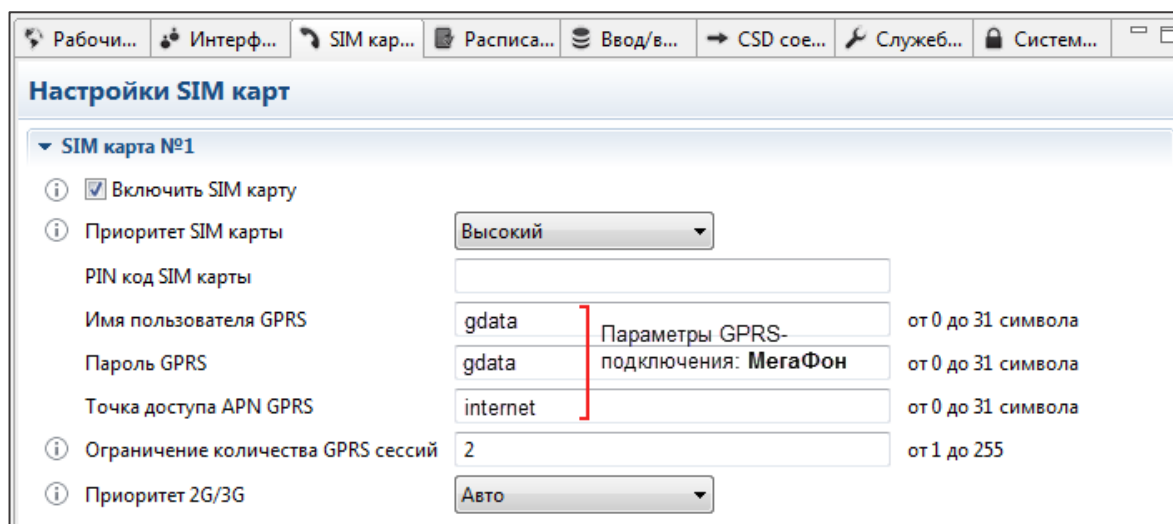 Рабочи... Интерф... SIM кар... Расписа... Ввод/в... CSD сое... Служеб... Систем...
Настройки SIM карт
SIM карта №1
Включить SIM карту
Приоритет SIM карты Высокий
PIN код SIM карты
Имя пользователя GPRS gdata от 0 до 31 символа
Параметры GPRS-
Пароль GPRS gdata подключения: МегаФон от 0 до 31 символа
Точка доступа APN GPRS internet от 0 до 31 символа
Ограничение количества GPRS сессий 2 от 1 до 255
Приоритет 2G/3G Авто